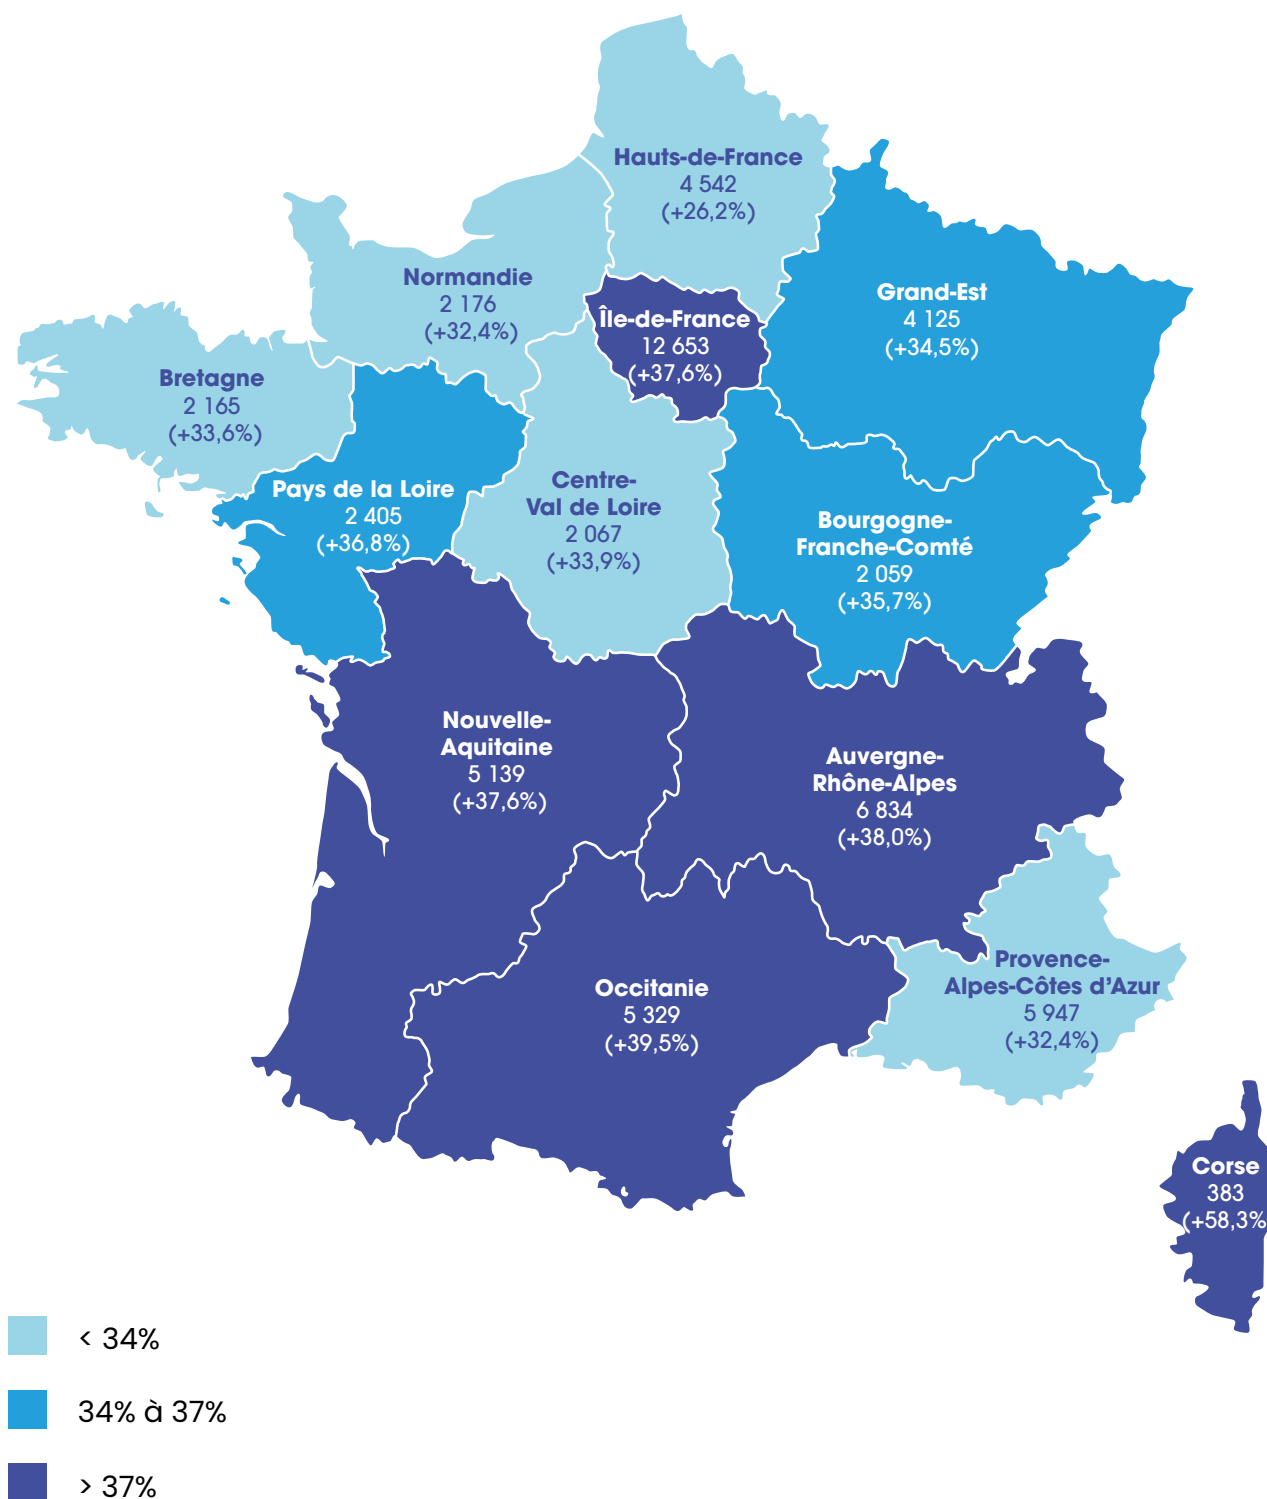 Hauts-de-France
4 542
(+26,2%)
Normandie
2 176
(+32,4%)
Île-de-France
12 653
(+37,6%)
Grand-Est
4 125
(+34,5%)
Bretagne
2 165
(+33,6%)
Pays de la Loire
2 405
(+36,8%)
Centre-
Val de Loire
2 067
(+33,9%)
Bourgogne-
Franche-Comté
2 059
(+35,7%)
Nouvelle-
Aquitaine
5 139
(+37,6%)
Auvergne-
Rhône-Alpes
6 834
(+38,0%)
Occitanie
5 329
(+39,5%)
Provence-
Alpes-Côtes d’Azur
5 947
(+32,4%)
Corse
383
(+58,3%
< 34%
34% à 37%
> 37%